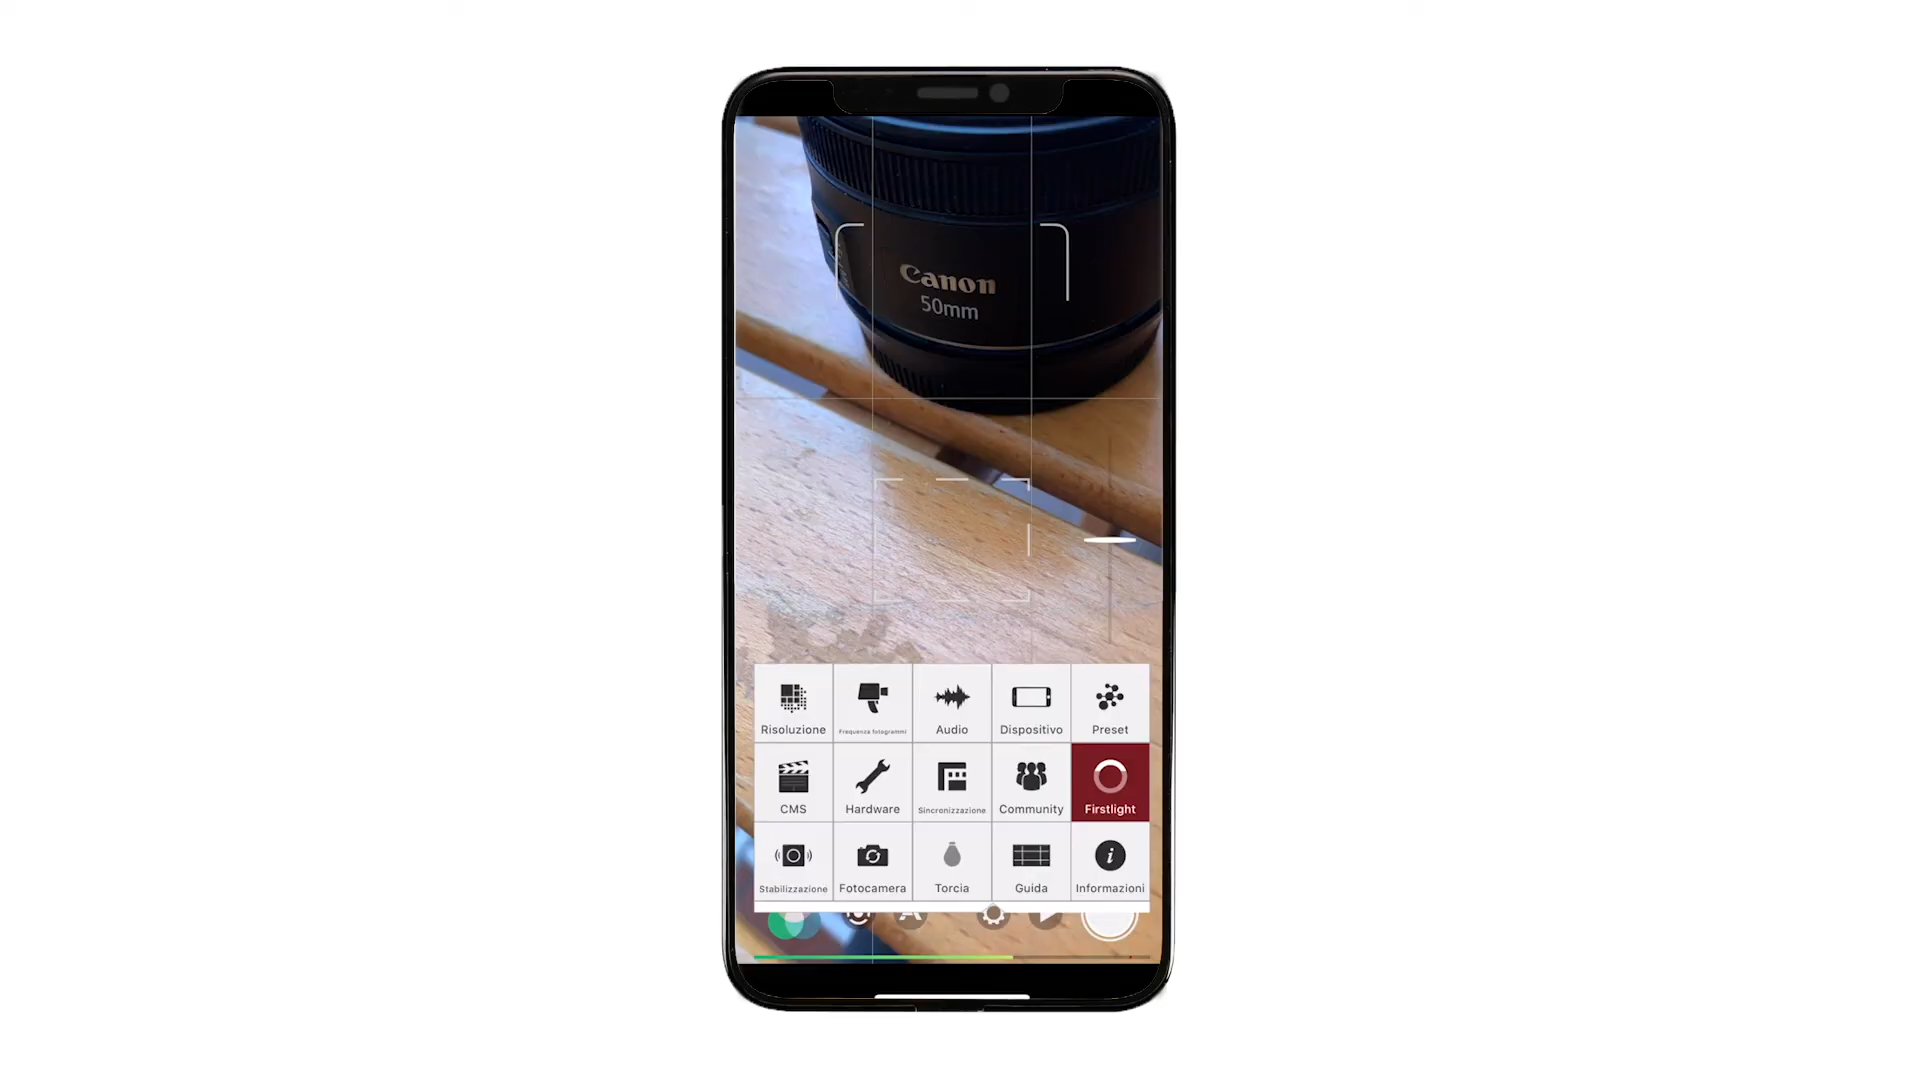 Canon
50mm
Risoluzione
Frequenza fotogrammi
Audio
Dispositivo
Preset
CMS
Hardware
Sincronizzazione
Community
Firstlight
Stabilizzazione
Fotocamera
Torcia
Guida
Informazioni